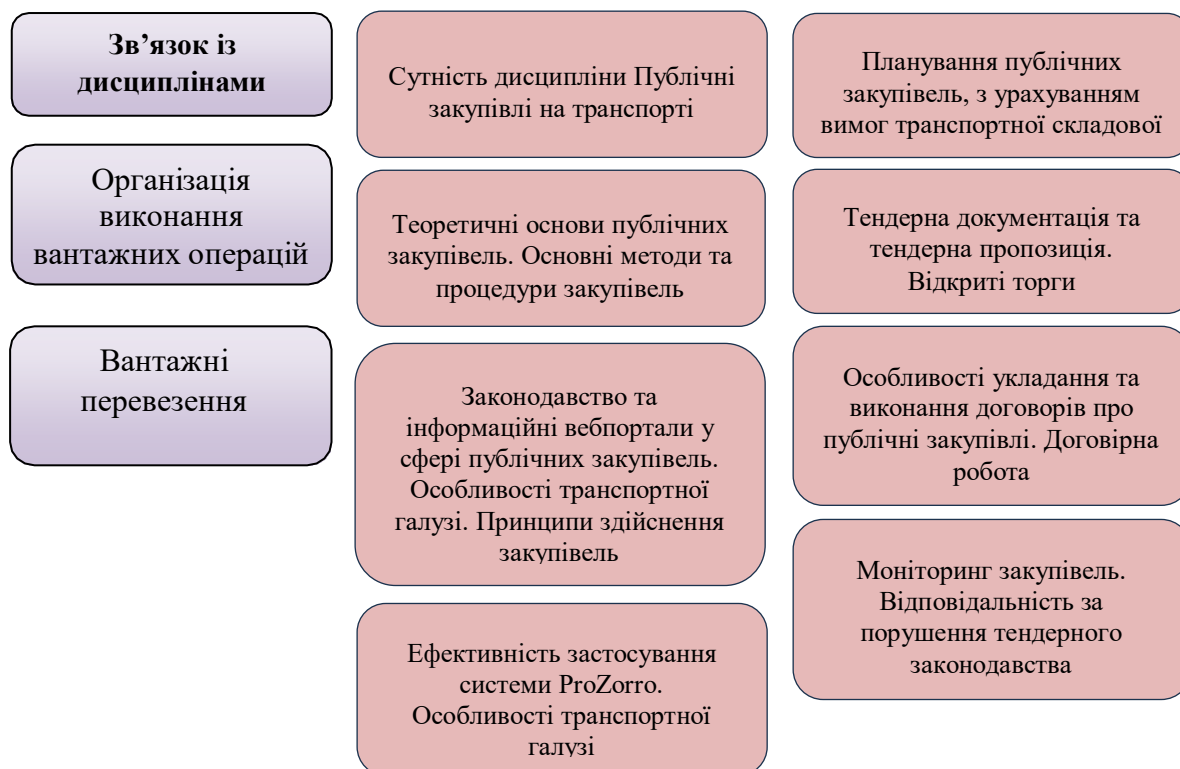 Зв’язок із
дисциплінами
Організація
виконання
вантажних операцій
Вантажні
перевезення
Сутність дисципліни Публічні
закупівлі на транспорті
Теоретичні основи публічних
закупівель. Основні методи та
процедури закупівель
Законодавство та
інформаційні вебпортали у
сфері публічних закупівель.
Особливості транспортної
галузі. Принципи здійснення
закупівель
Ефективність застосування
системи ProZorro.
Особливості транспортної
галузі
Планування публічних
закупівель, з урахуванням
вимог транспортної складової
Тендерна документація та
тендерна пропозиція.
Відкриті торги
Особливості укладання та
виконання договорів про
публічні закупівлі. Договірна
робота
Моніторинг закупівель.
Відповідальність за
порушення тендерного
законодавства